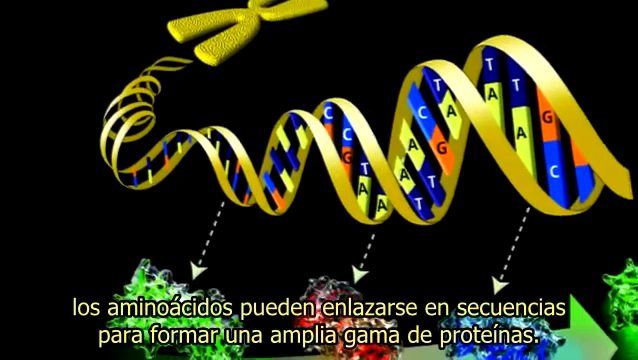 T
T
T
C
A
A
G
C
C
C
A
A
T
G
C
G
T
A
A
T
A
A
T
los aminoácidos pueden enlazarse en secuencias
para formar una amplia gama de proteínas.